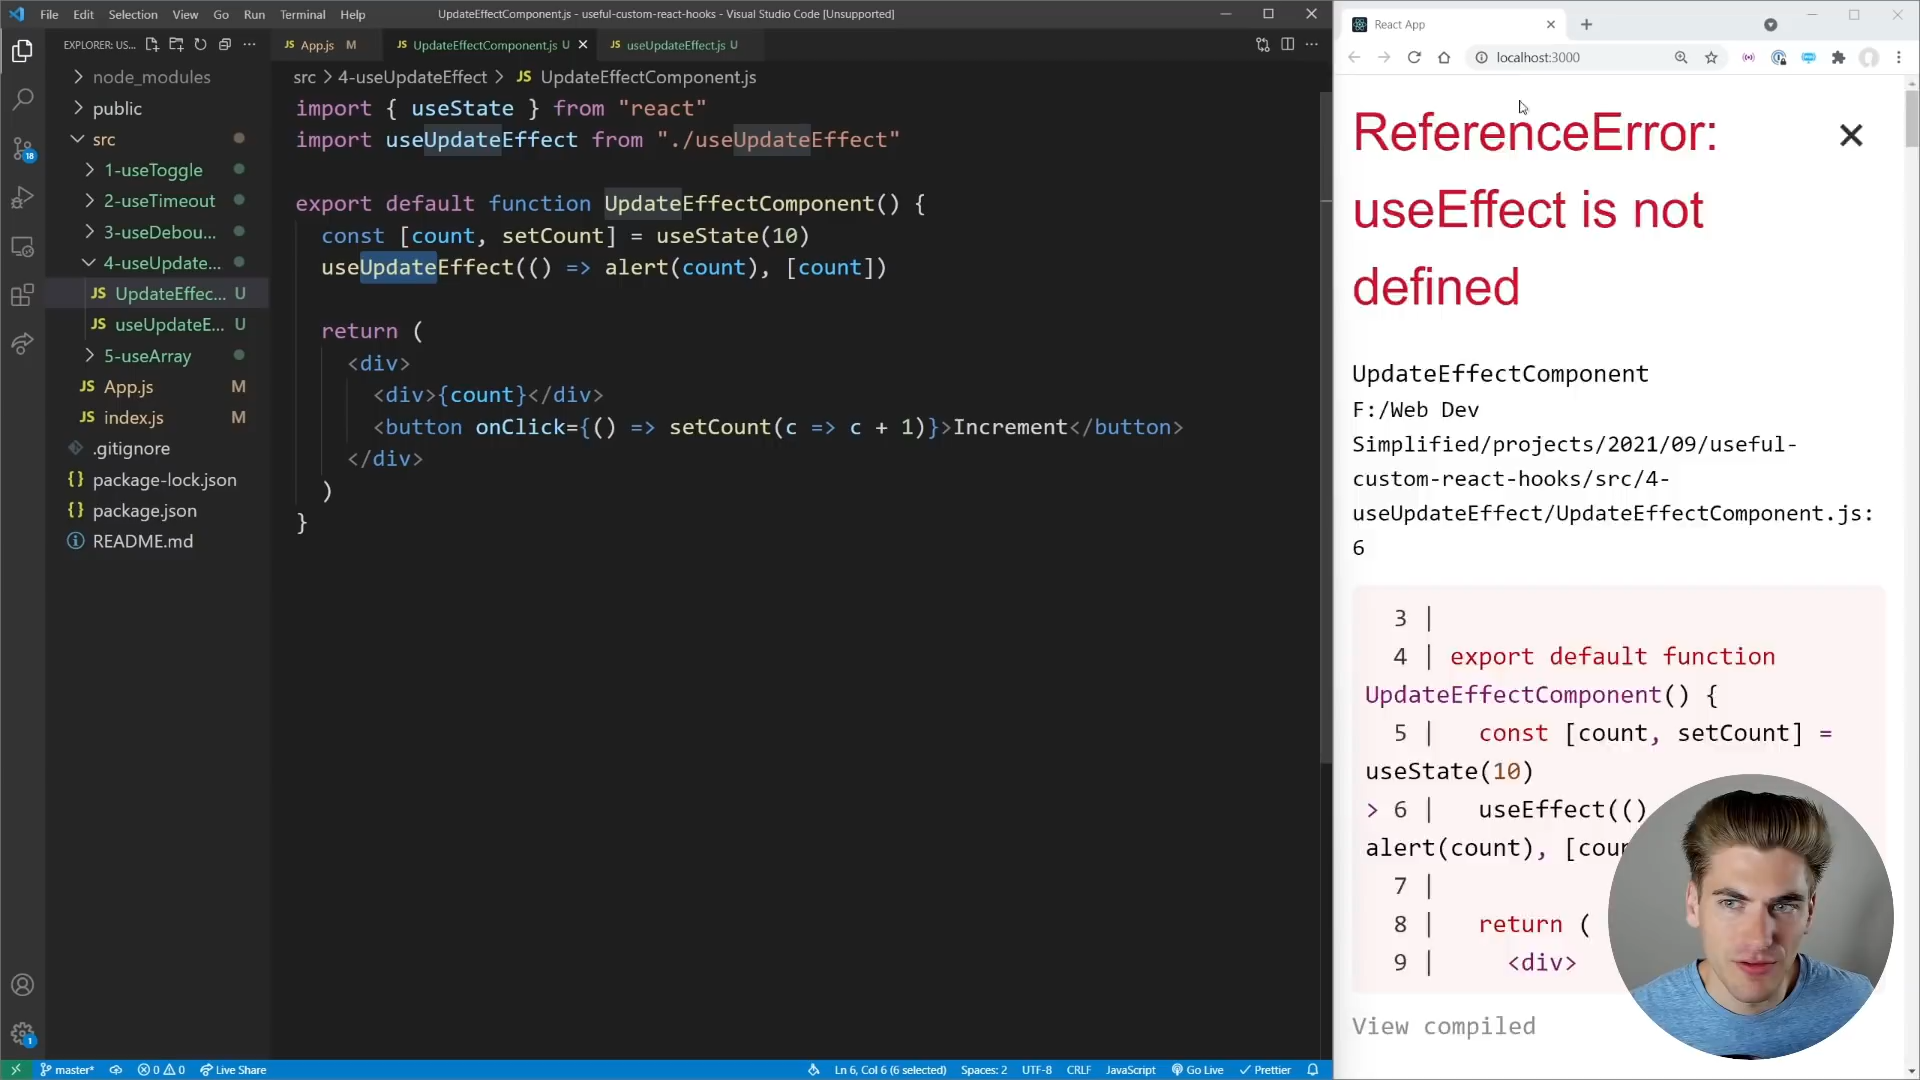 File Edit Selection View Go Run Terminal Help
UpdateEffectComponent.js - useful-custom-react-hooks - Visual Studio Code [Unsupported]
EXPLORER: US...
App.js M
UpdateEffectComponent.js U
useUpdateEffect.js U
node_modules
public
src
1-useToggle
2-useTimeout
3-useDebou...
4-useUpdate...
JS UpdateEffec... U
JS useUpdateE... U
5-useArray
JS App.js M
JS index.js M
.gitignore
{} package-lock.json
{} package.json
README.md
18
1
src > 4-useUpdateEffect > JS UpdateEffectComponent.js
import { useState } from "react"
import useUpdateEffect from "./useUpdateEffect"
export default function UpdateEffectComponent() {
const [count, setCount] = useState(10)
useUpdateEffect(() => alert(count), [count])
return (
<div>
<div>{count}</div>
<button onClick={() => setCount(c => c + 1)}>Increment</button>
</div>
)
}
master* 0 0 Live Share
Ln 6, Col 6 (6 selected) Spaces: 2 UTF-8 CRLF JavaScript Go Live Prettier
React App
localhost:3000
ReferenceError:
useEffect is not
defined
UpdateEffectComponent
F:/Web Dev
Simplified/projects/2021/09/useful-
custom-react-hooks/src/4-
useUpdateEffect/UpdateEffectComponent.js:
6
3 |
4 | export default function
UpdateEffectComponent() {
5 | const [count, setCount] =
useState(10)
> 6 | useEffect(()
alert(count), [coun
7 |
8 | return (
9 | <div>
View compiled